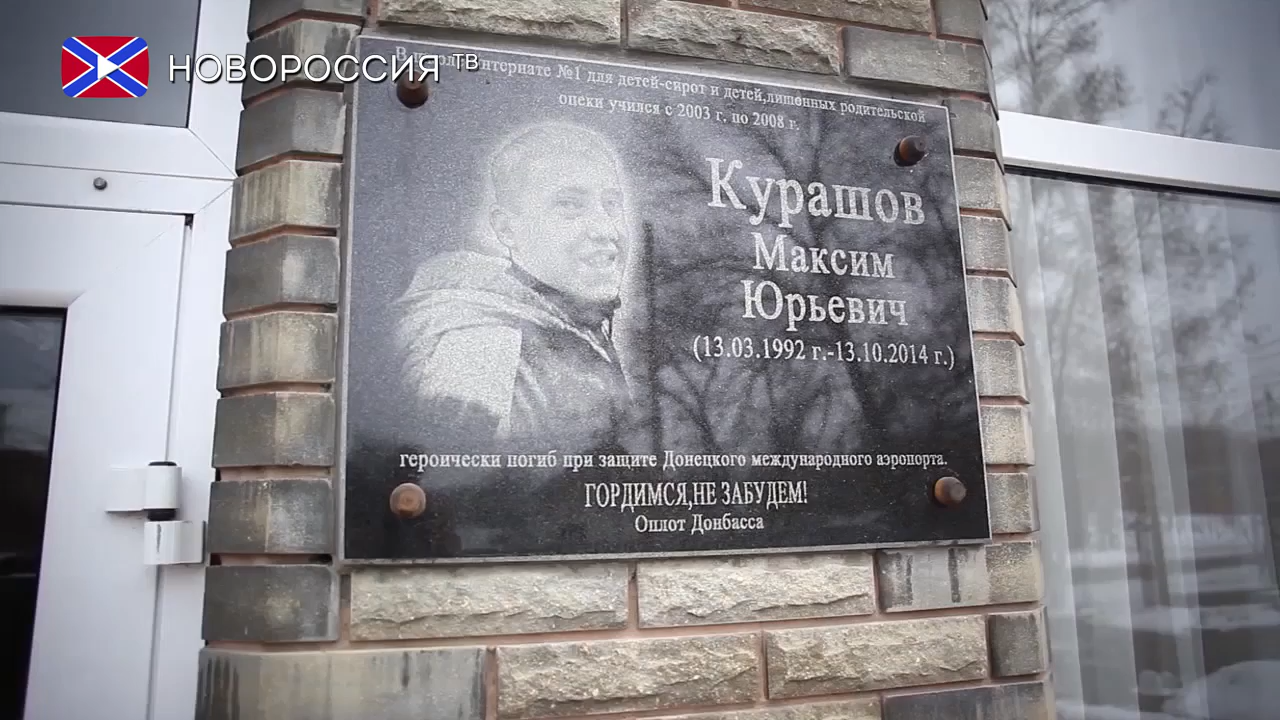 НОВОРОССИЯ ТВ
В интернате №1 для детей-сирот и детей,лишенных родительской
опеки учился с 2003 г. по 2008 г.
Курашов
Максим
Юрьевич
(13.03.1992 г.-13.10.2014 г.)
героически погиб при защите Донецкого международного аэропорта.
ГОРДИМСЯ,НЕ ЗАБУДЕМ!
Оплот Донбасса